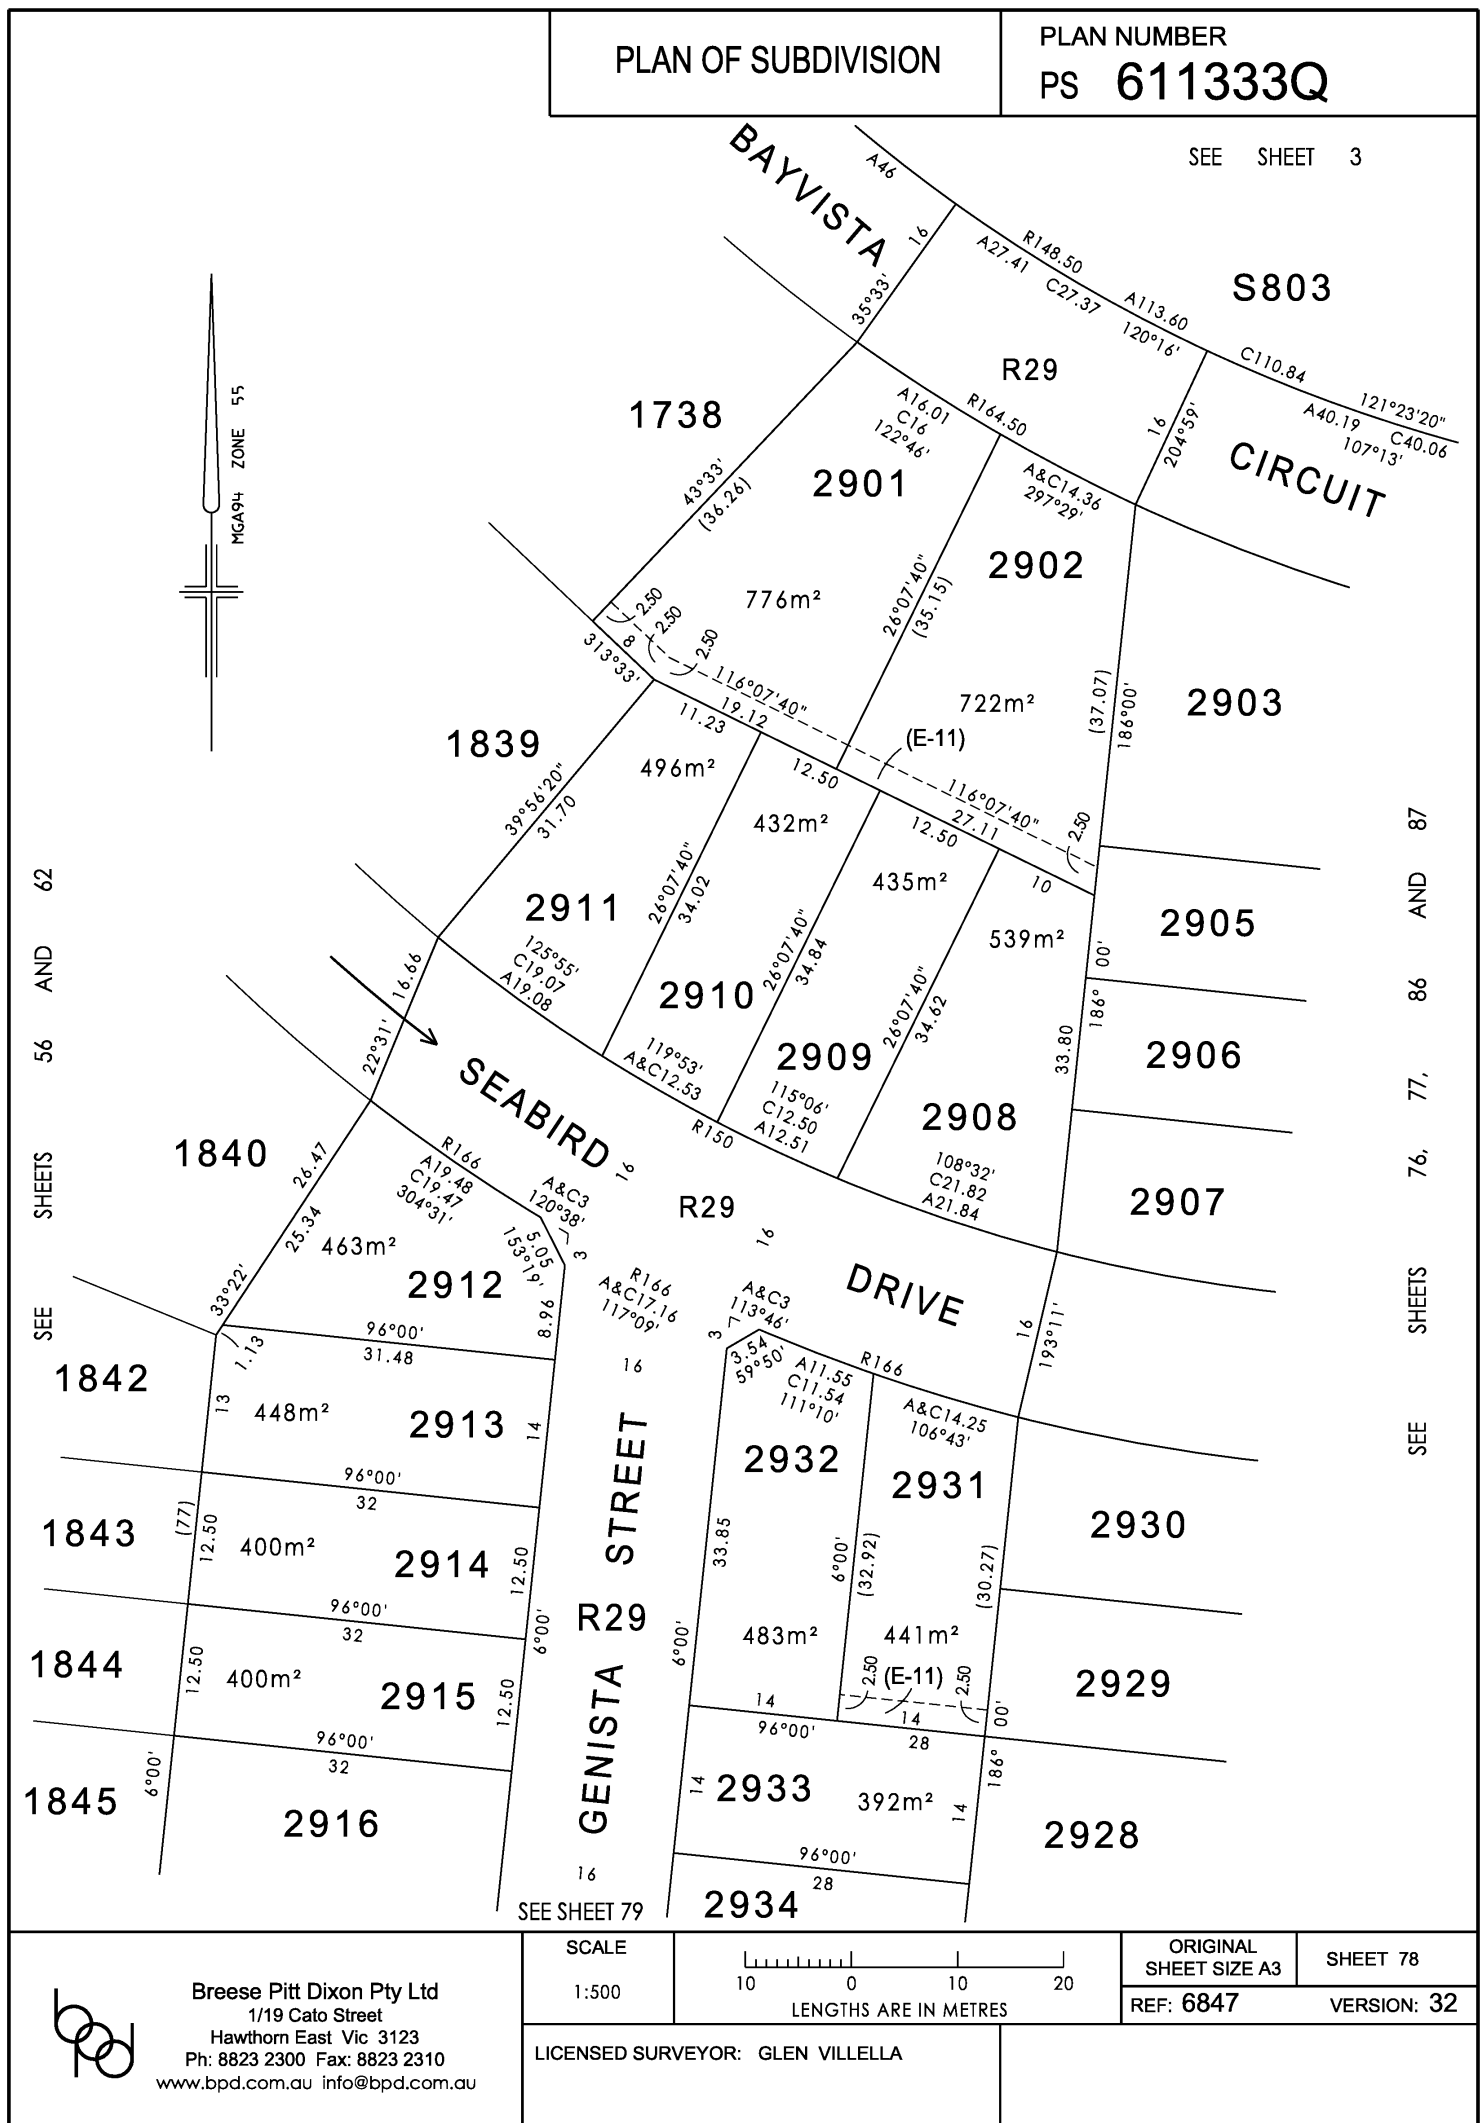 PLAN OF SUBDIVISION
PLAN NUMBER
PS 611333Q
SEE SHEET 3
BAYVISTA
A46
16
35°33'
R148.50
A27.41
C27.37
A113.60
120°16'
S803
C110.84
121°23'20"
A40.19
C40.06
107°13'
R29
16
204°59'
CIRCUIT
MGA94 ZONE 55
1738
A16.01
C16
122°46'
R164.50
2901
43°33'
(36.26)
A&C14.36
297°29'
2902
776m²
26°07'40"
(35.15)
2.50
2.50
2.50
8
313°33'
116°07'40"
19.12
11.23
722m²
(37.07)
186°00'
2903
(E-11)
1839
496m²
12.50
39°56'20"
31.70
432m²
116°07'40"
27.11
12.50
2.50
435m²
10
2911
26°07'40"
34.02
125°55'
C19.07
A19.08
539m²
2905
26°07'40"
34.84
2910
16.66
22°31'
26°07'40"
34.62
186° 00'
33.80
2906
2909
119°53'
A&C12.53
SEABIRD
115°06'
C12.50
A12.51
R150
2908
108°32'
C21.82
A21.84
2907
SEE SHEETS 56 AND 62
SEE SHEETS 76, 77, 86 AND 87
1840
26.47
25.34
33°22'
R166
A19.48
C19.47
304°31'
A&C3
120°38'
16
R29
16
463m²
5.05
153°19'
3
2912
8.96
R166
A&C17.16
117°09'
A&C3
113°46'
DRIVE
16
193°11'
96°00'
31.48
1.13
3
3.54
59°50'
R166
16
1842
13
448m²
2913
14
A11.55
C11.54
111°10'
A&C14.25
106°43'
2932
2931
STREET
96°00'
32
1843
(77)
12.50
400m²
2914
12.50
33.85
6°00'
(32.92)
(30.27)
2930
96°00'
32
R29
6°00'
6°00'
483m²
441m²
1844
12.50
400m²
2915
12.50
2.50
(E-11)
2.50
2929
14
96°00'
14
28
186° 00'
GENISTA
96°00'
32
1845
6°00'
2916
14
2933
392m²
14
2928
96°00'
28
16
SEE SHEET 79
2934
Breese Pitt Dixon Pty Ltd
1/19 Cato Street
Hawthorn East Vic 3123
Ph: 8823 2300 Fax: 8823 2310
www.bpd.com.au info@bpd.com.au
bpd
SCALE
1:500
10 0 10 20
LENGTHS ARE IN METRES
ORIGINAL
SHEET SIZE A3
SHEET 78
REF: 6847
VERSION: 32
LICENSED SURVEYOR: GLEN VILLELLA